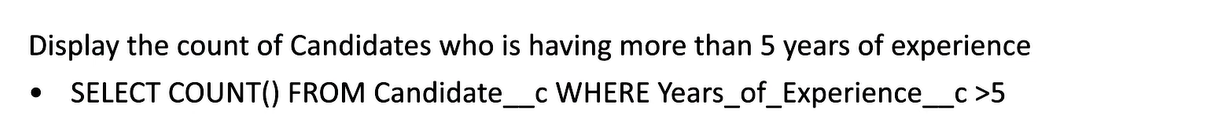 Display the count of Candidates who is having more than 5 years of experience
• SELECT COUNT() FROM Candidate__c WHERE Years_of_Experience__c >5